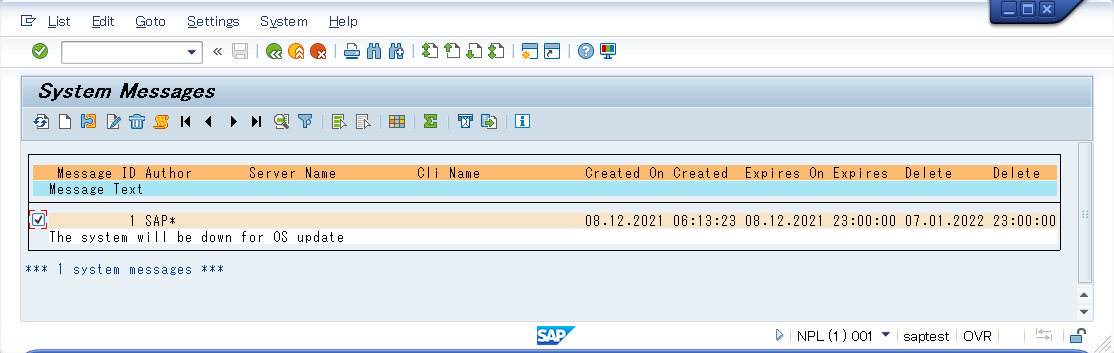 List Edit Goto Settings System Help
System Messages
Message ID Author Server Name Cli Name Created On Created Expires On Expires Delete Delete
Message Text
1 SAP* 08.12.2021 06:13:23 08.12.2021 23:00:00 07.01.2022 23:00:00
The system will be down for OS update
*** 1 system messages ***
SAP NPL (1) 001 saptest OVR